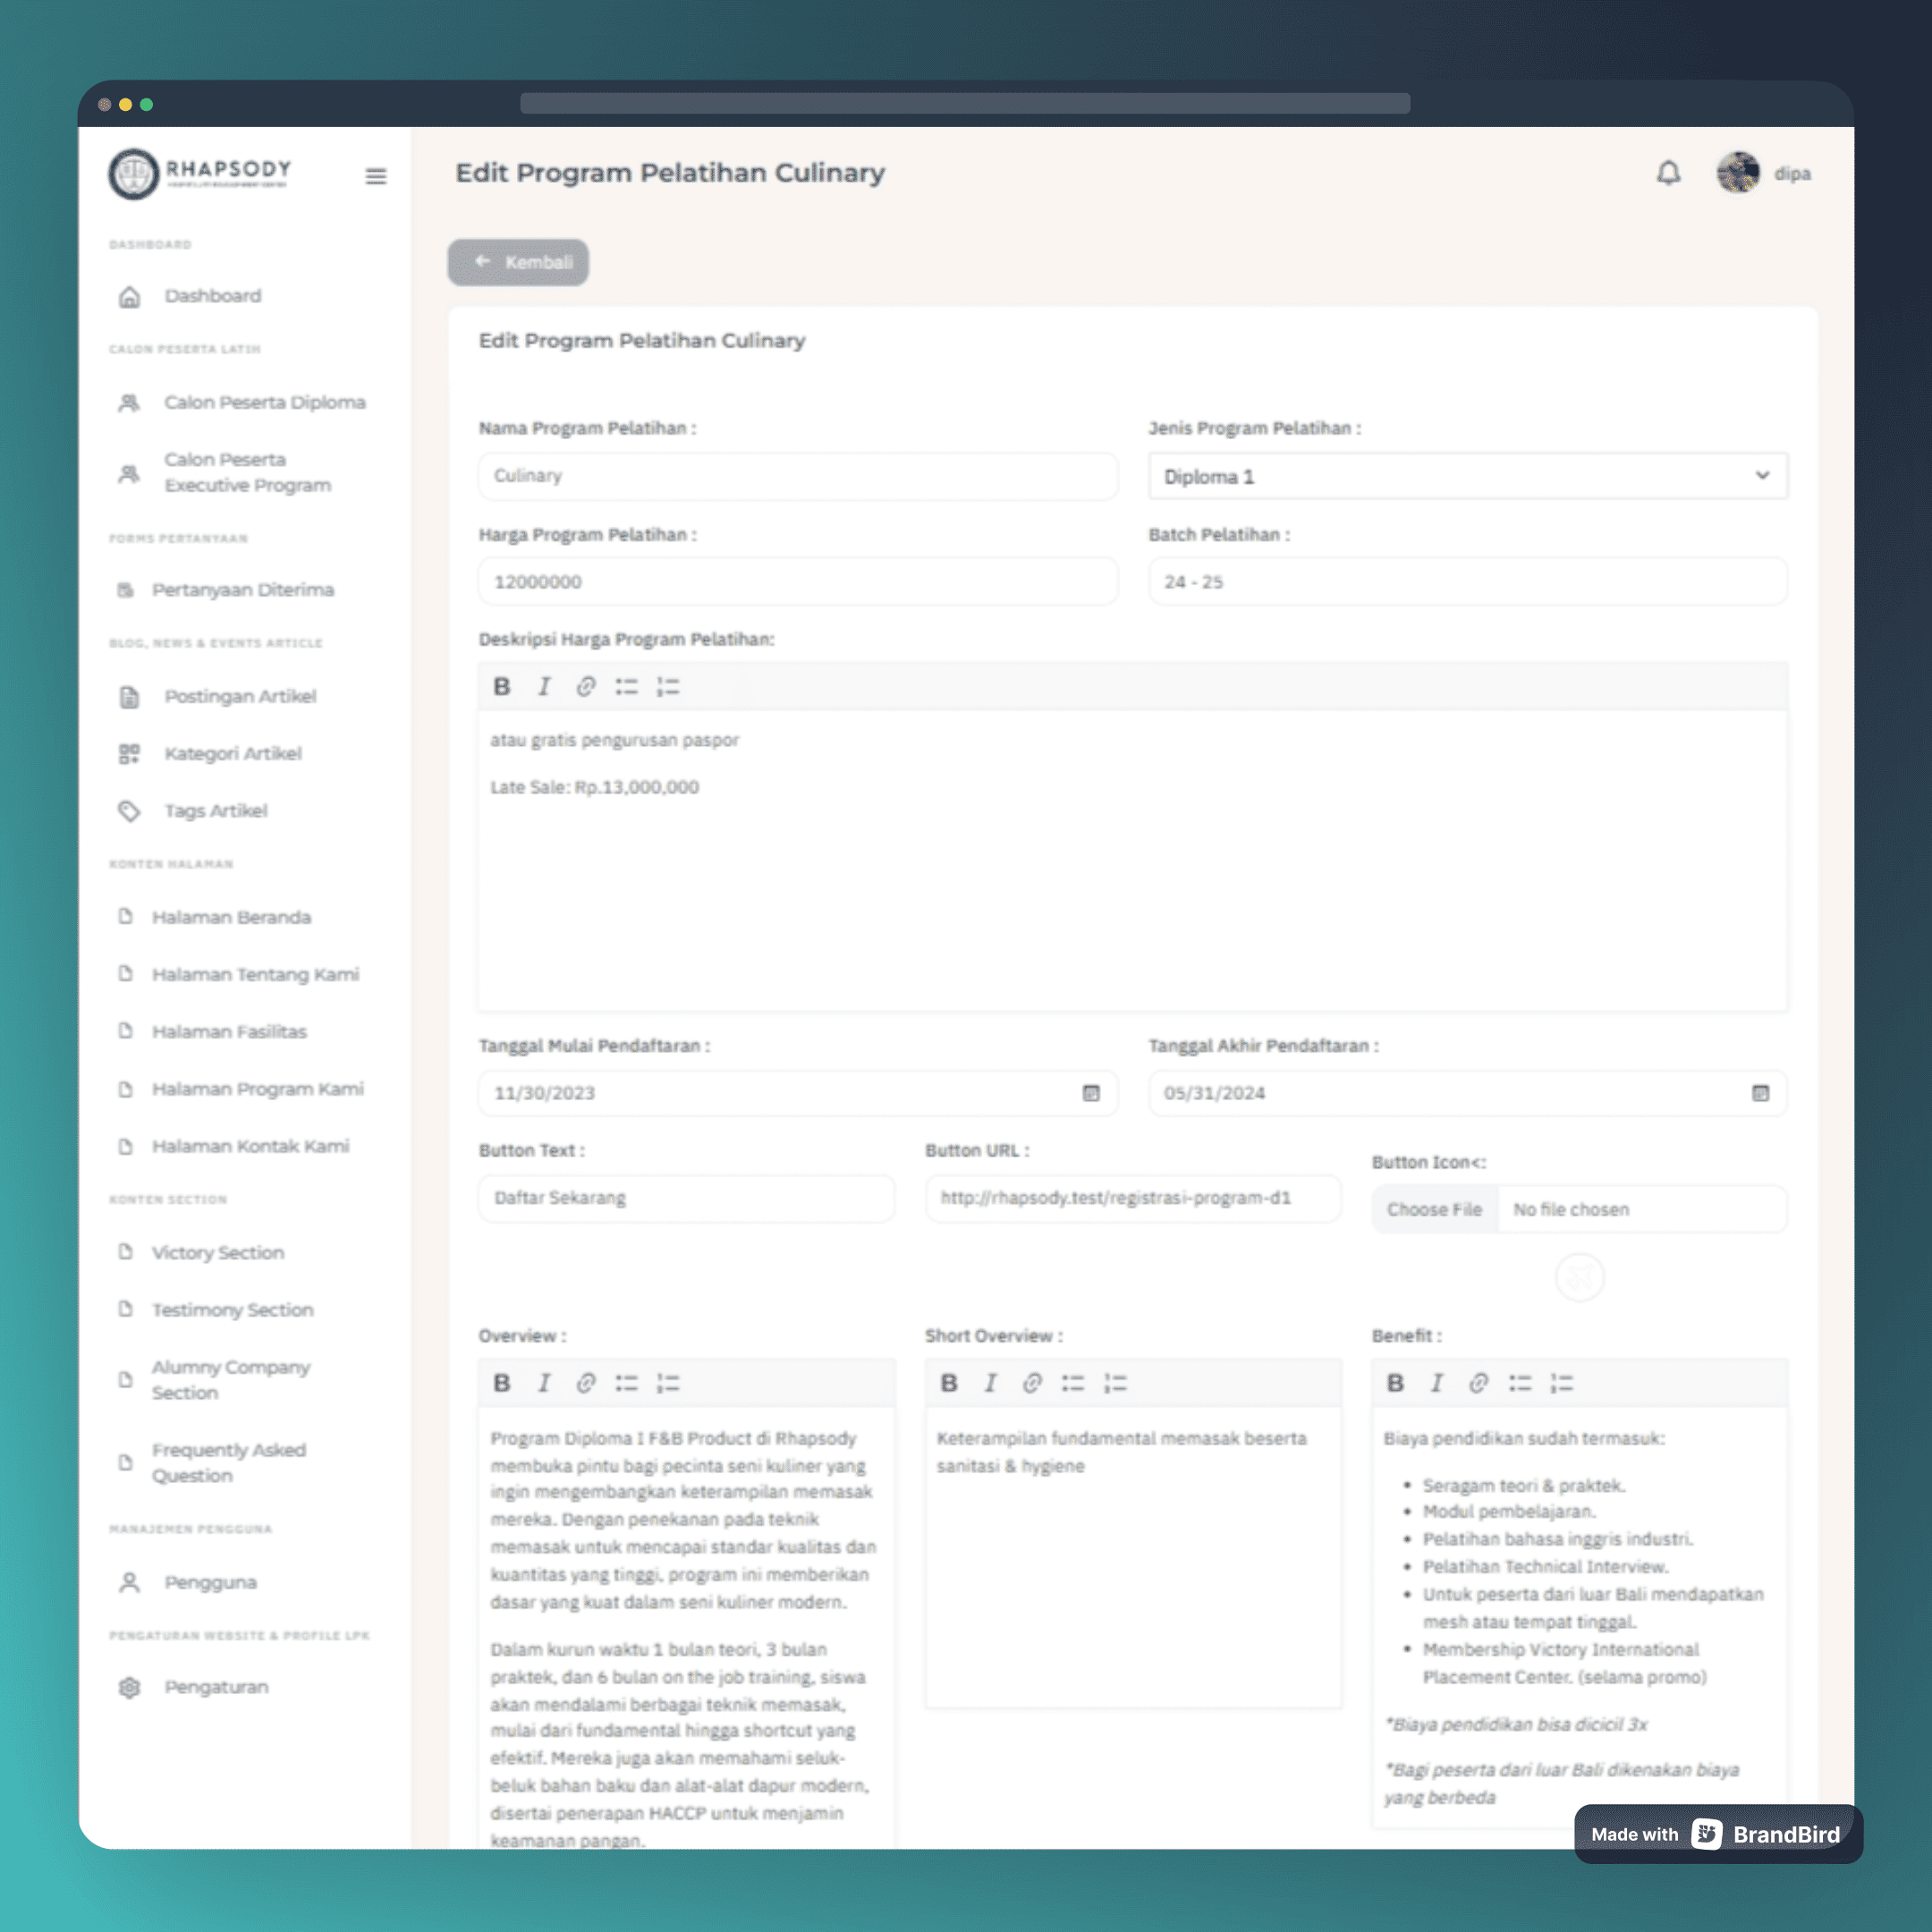 RHAPSODY
DASHBOARD
Dashboard
CALON PESERTA LATIH
Calon Peserta Diploma
Calon Peserta
Executive Program
FORMS PERTANYAAN
Pertanyaan Diterima
BLOG, NEWS & EVENTS ARTICLE
Postingan Artikel
Kategori Artikel
Tags Artikel
KONTEN HALAMAN
Halaman Beranda
Halaman Tentang Kami
Halaman Fasilitas
Halaman Program Kami
Halaman Kontak Kami
KONTEN SECTION
Victory Section
Testimony Section
Alumny Company
Section
Frequently Asked
Question
MANAJEMEN PENGGUNA
Pengguna
PENGATURAN WEBSITE & PROFILE LPK
Pengaturan
Edit Program Pelatihan Culinary
dipa
Kembali
Edit Program Pelatihan Culinary
Nama Program Pelatihan :
Culinary
Jenis Program Pelatihan :
Diploma 1
Harga Program Pelatihan :
12000000
Batch Pelatihan :
24 - 25
Deskripsi Harga Program Pelatihan:
B I
atau gratis pengurusan paspor
Late Sale: Rp.13,000,000
Tanggal Mulai Pendaftaran :
11/30/2023
Tanggal Akhir Pendaftaran :
05/31/2024
Button Text :
Daftar Sekarang
Button URL :
http://rhapsody.test/registrasi-program-d1
Button Icon<:
Choose File No file chosen
Overview :
B I
Program Diploma I F&B Product di Rhapsody
membuka pintu bagi pecinta seni kuliner yang
ingin mengembangkan keterampilan memasak
mereka. Dengan penekanan pada teknik
memasak untuk mencapai standar kualitas dan
kuantitas yang tinggi, program ini memberikan
dasar yang kuat dalam seni kuliner modern.
Dalam kurun waktu 1 bulan teori, 3 bulan
praktek, dan 6 bulan on the job training, siswa
akan mendalami berbagai teknik memasak,
mulai dari fundamental hingga shortcut yang
efektif. Mereka juga akan memahami seluk-
beluk bahan baku dan alat-alat dapur modern,
disertai penerapan HACCP untuk menjamin
keamanan pangan.
Short Overview :
B I
Keterampilan fundamental memasak beserta
sanitasi & hygiene
Benefit :
B I
Biaya pendidikan sudah termasuk:
• Seragam teori & praktek.
• Modul pembelajaran.
• Pelatihan bahasa inggris industri.
• Pelatihan Technical Interview.
• Untuk peserta dari luar Bali mendapatkan
mesh atau tempat tinggal.
• Membership Victory International
Placement Center. (selama promo)
*Biaya pendidikan bisa dicicil 3x
*Bagi peserta dari luar Bali dikenakan biaya
yang berbeda
Made with BrandBird